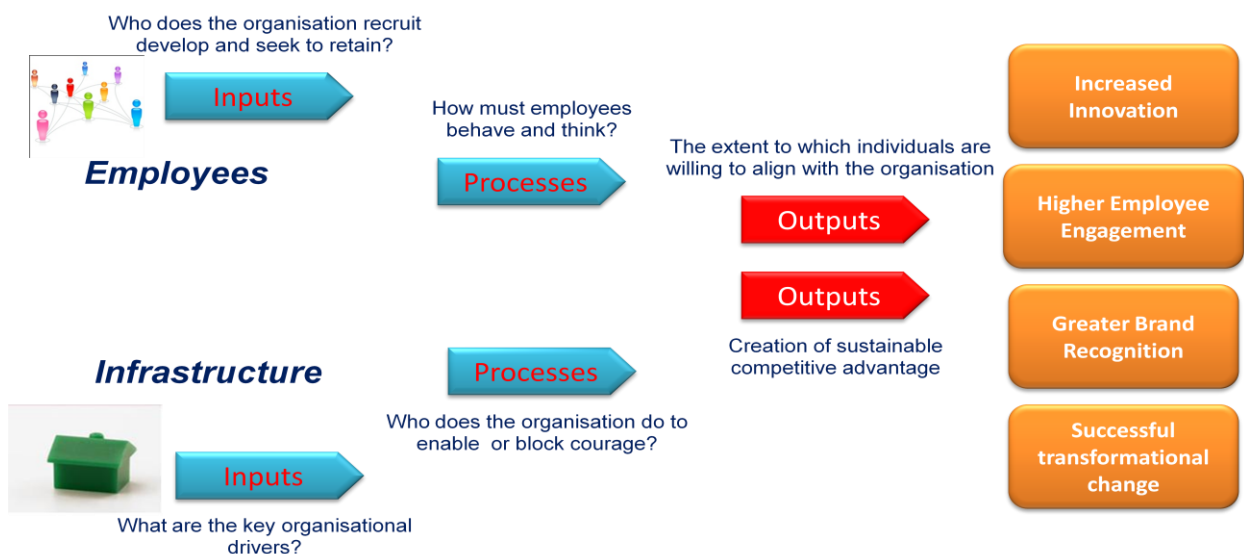 Who does the organisation recruit
develop and seek to retain?
Inputs
Employees
How must employees
behave and think?
Processes
The extent to which individuals are
willing to align with the organisation
Outputs
Outputs
Creation of sustainable
competitive advantage
Infrastructure
Processes
Who does the organisation do to
enable or block courage?
Inputs
What are the key organisational
drivers?
Increased
Innovation
Higher Employee
Engagement
Greater Brand
Recognition
Successful
transformational
change